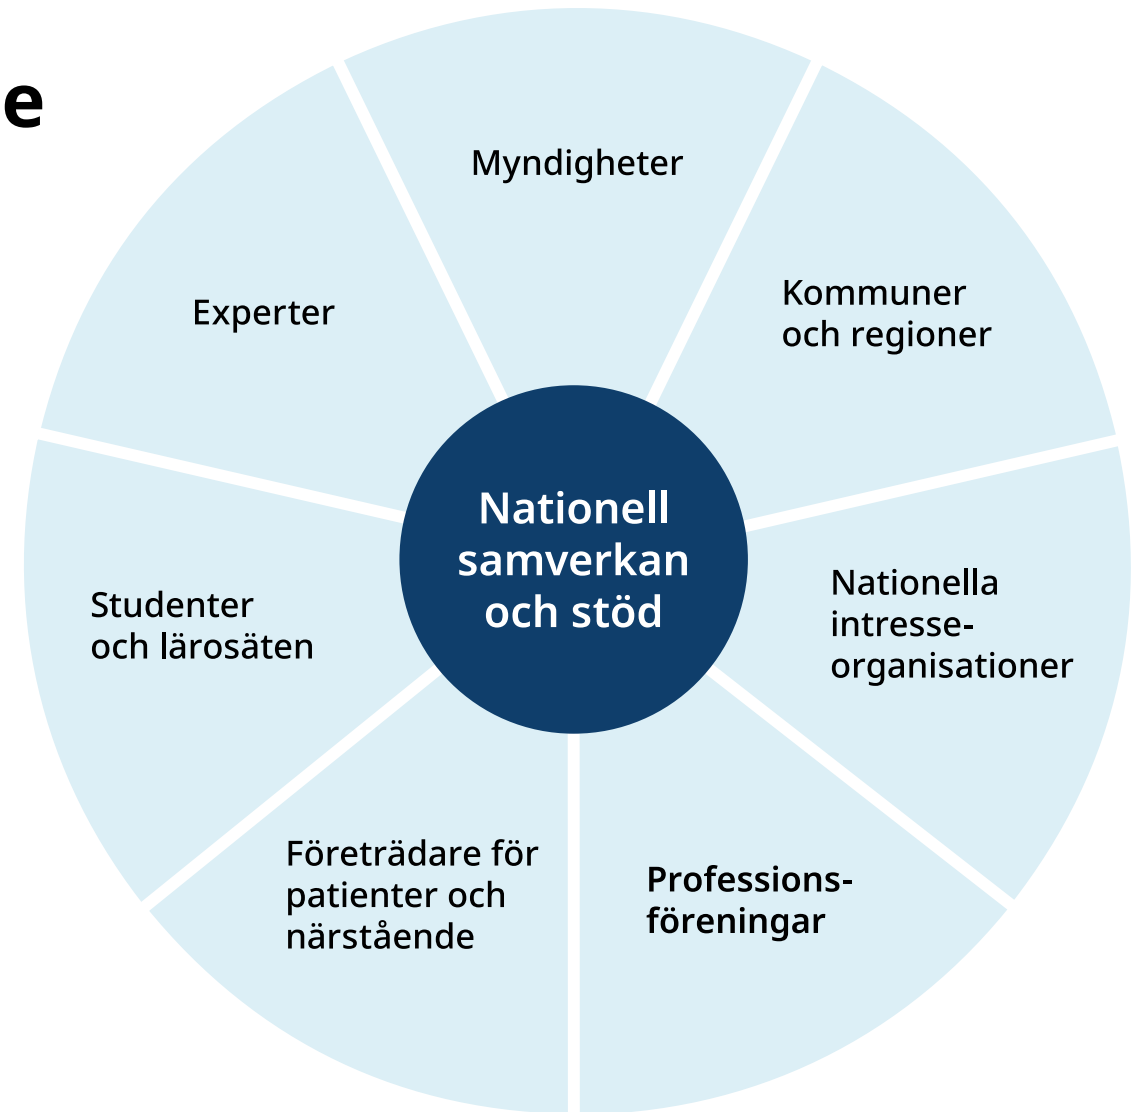 e
Myndigheter
Kommuner
och regioner
Experter
Nationell
samverkan
och stöd
Nationella
intresse-
organisationer
Studenter
och lärosäten
Företrädare för
patienter och
närstående
Professions-
föreningar